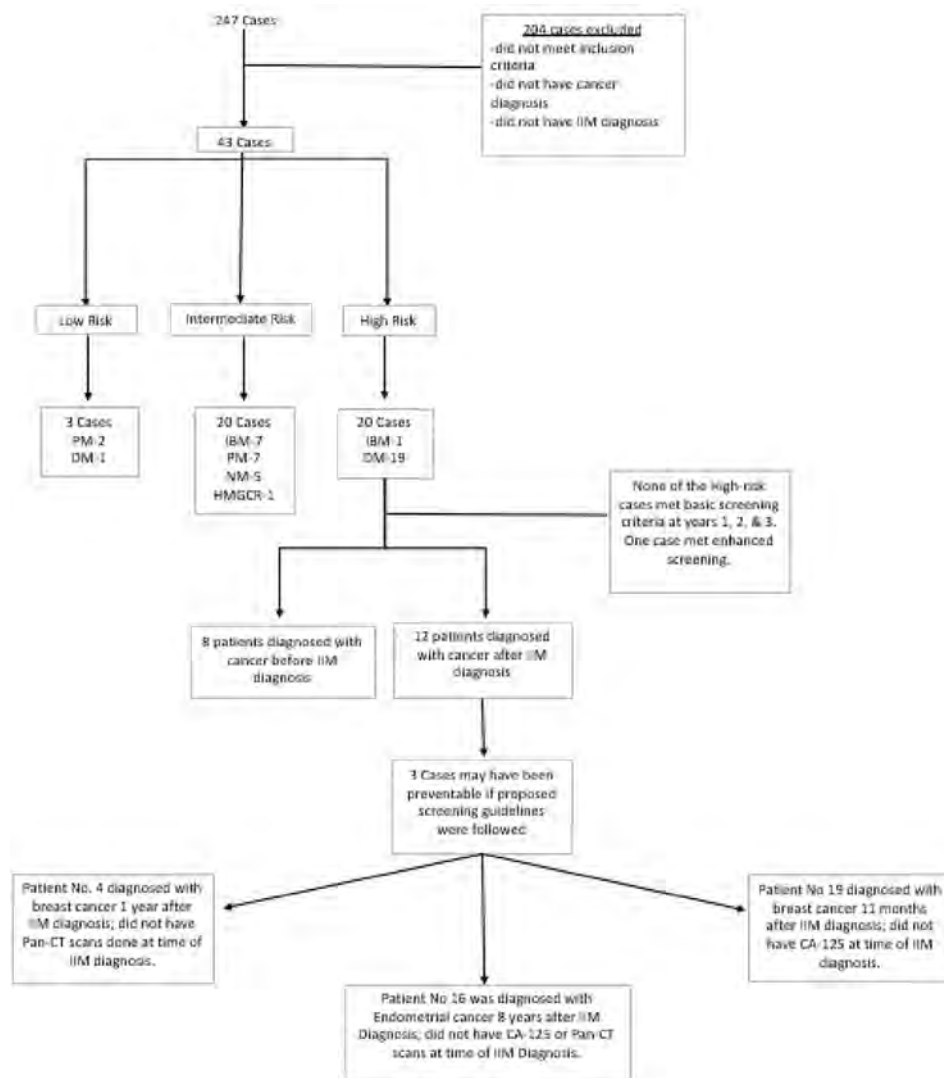 247 Cases
204 cases excluded
-did not meet inclusion
criteria
-did not have cancer
diagnosis
-did not have IIM diagnosis
43 Cases
Low Risk
Intermediate Risk
High Risk
3 Cases
PM-2
DM-1
20 Cases
IBM-7
PM-7
NM-5
HMGCR-1
20 Cases
IBM-1
DM-19
None of the High-risk
cases met basic screening
criteria at years 1, 2, & 3.
One case met enhanced
screening.
8 patients diagnosed with
cancer before IIM
diagnosis
12 patients diagnosed
with cancer after IIM
diagnosis
3 Cases may have been
preventable if proposed
screening guidelines
were followed
Patient No. 4 diagnosed with
breast cancer 1 year after
IIM diagnosis; did not have
Pan-CT scans done at time of
IIM diagnosis.
Patient No 19 diagnosed with
breast cancer 11 months
after IIM diagnosis; did not
have CA-125 at time of IIM
diagnosis.
Patient No 16 was diagnosed with
Endometrial cancer 8 years after IIM
Diagnosis; did not have CA-125 or Pan-CT
scans at time of IIM Diagnosis.